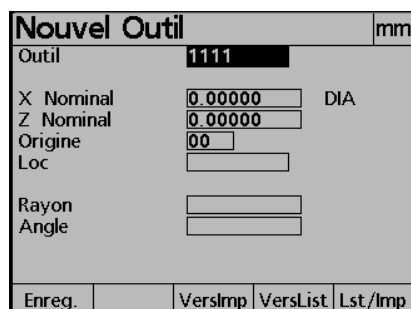 Nouvel Outil mm
Outil 1111
X Nominal 0.00000 DIA
Z Nominal 0.00000
Origine 00
Loc
Rayon
Angle
Enreg. VersImp VersList Lst/Imp